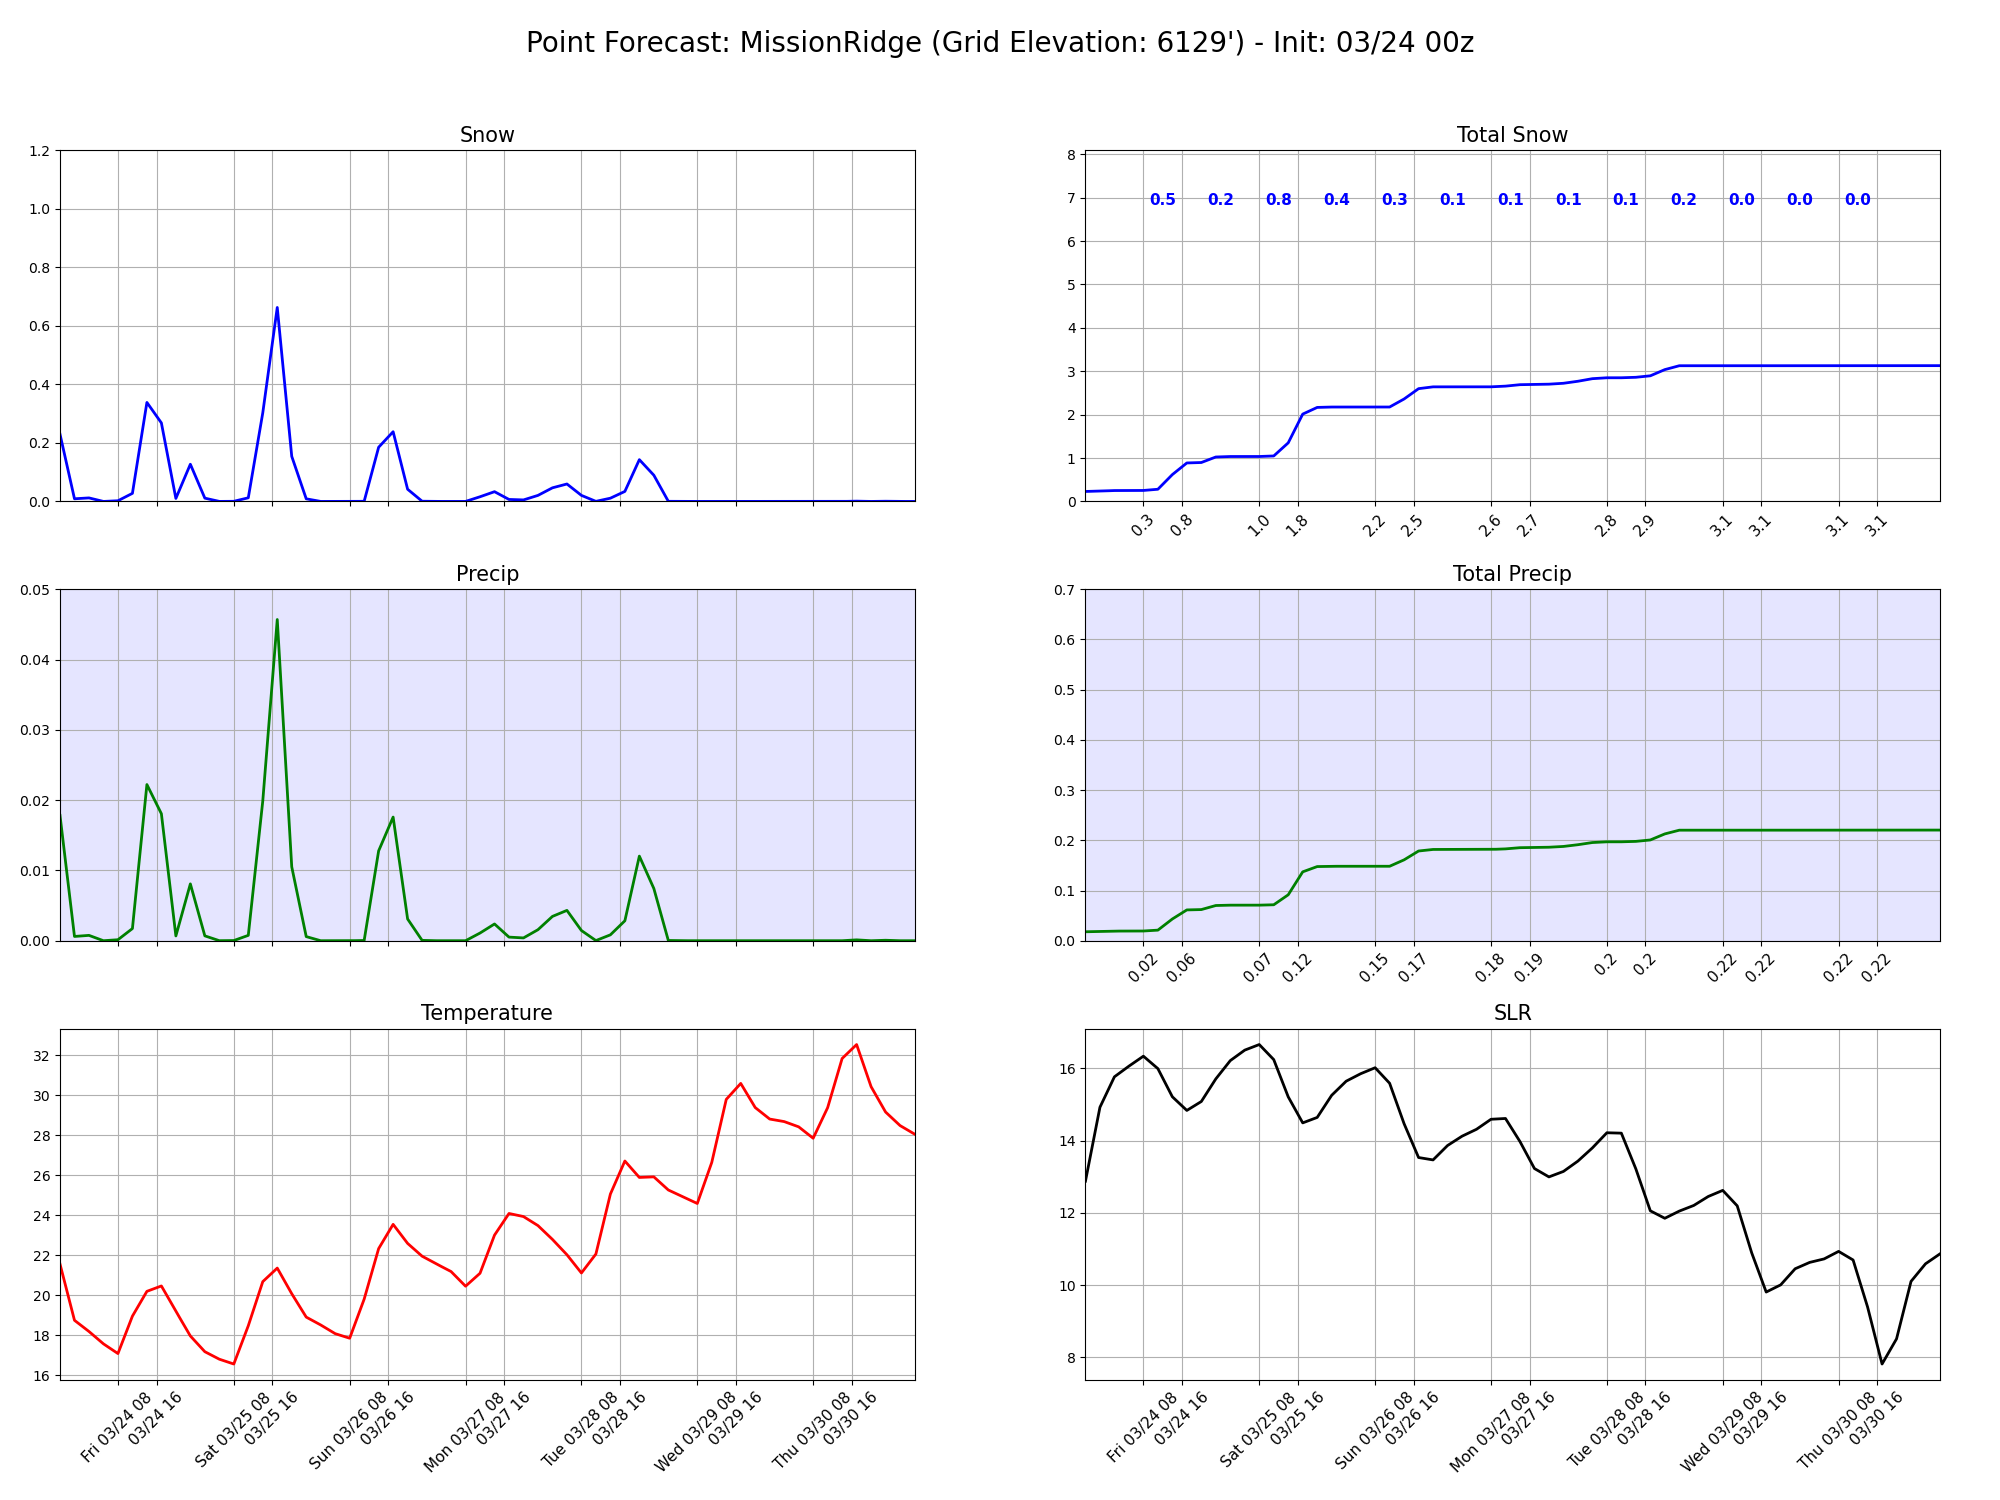 Point Forecast: MissionRidge (Grid Elevation: 6129') - Init: 03/24 00z
Snow
1.2
1.0
0.8
0.6
0.4
0.2
0.0
Total Snow
8
7
6
5
4
3
2
1
0
0.5 0.2 0.8 0.4 0.3 0.1 0.1 0.1 0.1 0.2 0.0 0.0 0.0
0.3 0.8 1.0 1.8 2.2 2.5 2.6 2.7 2.8 2.9 3.1 3.1 3.1 3.1
Precip
0.05
0.04
0.03
0.02
0.01
0.00
Total Precip
0.7
0.6
0.5
0.4
0.3
0.2
0.1
0.0
0.02 0.06 0.07 0.12 0.15 0.17 0.18 0.19 0.2 0.2 0.22 0.22 0.22 0.22
Temperature
32
30
28
26
24
22
20
18
16
Fri 03/24 08
03/24 16
Sat 03/25 08
03/25 16
Sun 03/26 08
03/26 16
Mon 03/27 08
03/27 16
Tue 03/28 08
03/28 16
Wed 03/29 08
03/29 16
Thu 03/30 08
03/30 16
SLR
16
14
12
10
8
Fri 03/24 08
03/24 16
Sat 03/25 08
03/25 16
Sun 03/26 08
03/26 16
Mon 03/27 08
03/27 16
Tue 03/28 08
03/28 16
Wed 03/29 08
03/29 16
Thu 03/30 08
03/30 16